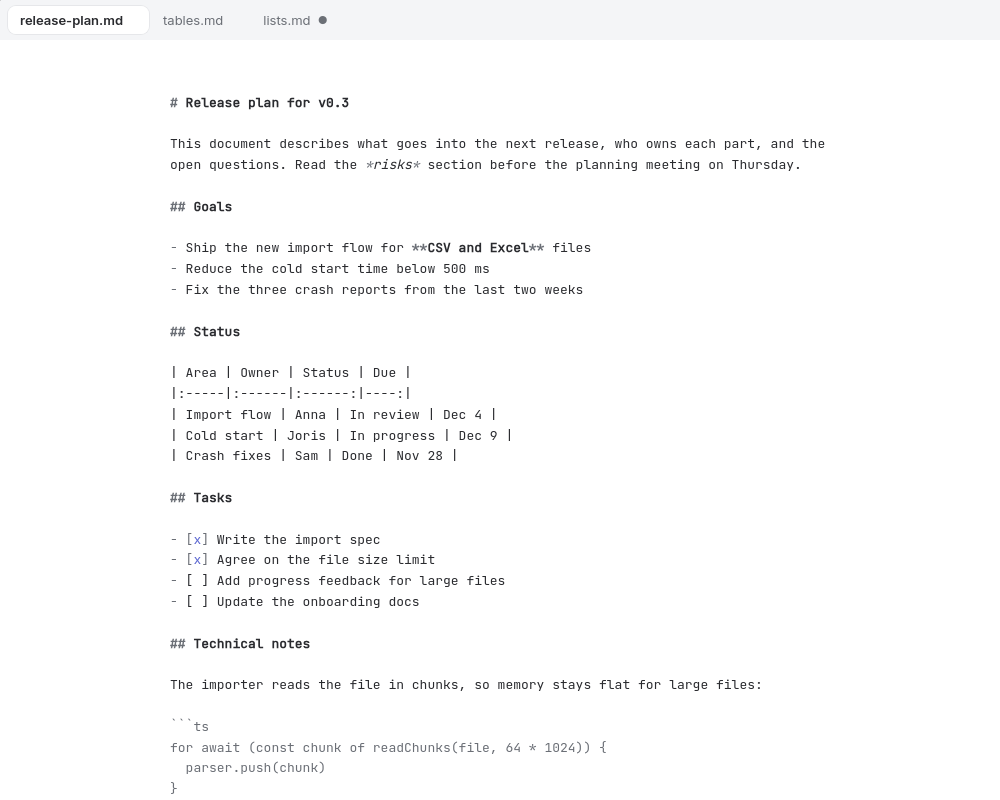 release-plan.md tables.md lists.md ●
# Release plan for v0.3
This document describes what goes into the next release, who owns each part, and the
open questions. Read the *risks* section before the planning meeting on Thursday.
## Goals
- Ship the new import flow for **CSV and Excel** files
- Reduce the cold start time below 500 ms
- Fix the three crash reports from the last two weeks
## Status
| Area | Owner | Status | Due |
|:-----|:------|:------:|----:|
| Import flow | Anna | In review | Dec 4 |
| Cold start | Joris | In progress | Dec 9 |
| Crash fixes | Sam | Done | Nov 28 |
## Tasks
- [x] Write the import spec
- [x] Agree on the file size limit
- [ ] Add progress feedback for large files
- [ ] Update the onboarding docs
## Technical notes
The importer reads the file in chunks, so memory stays flat for large files:
```ts
for await (const chunk of readChunks(file, 64 * 1024)) {
  parser.push(chunk)
}